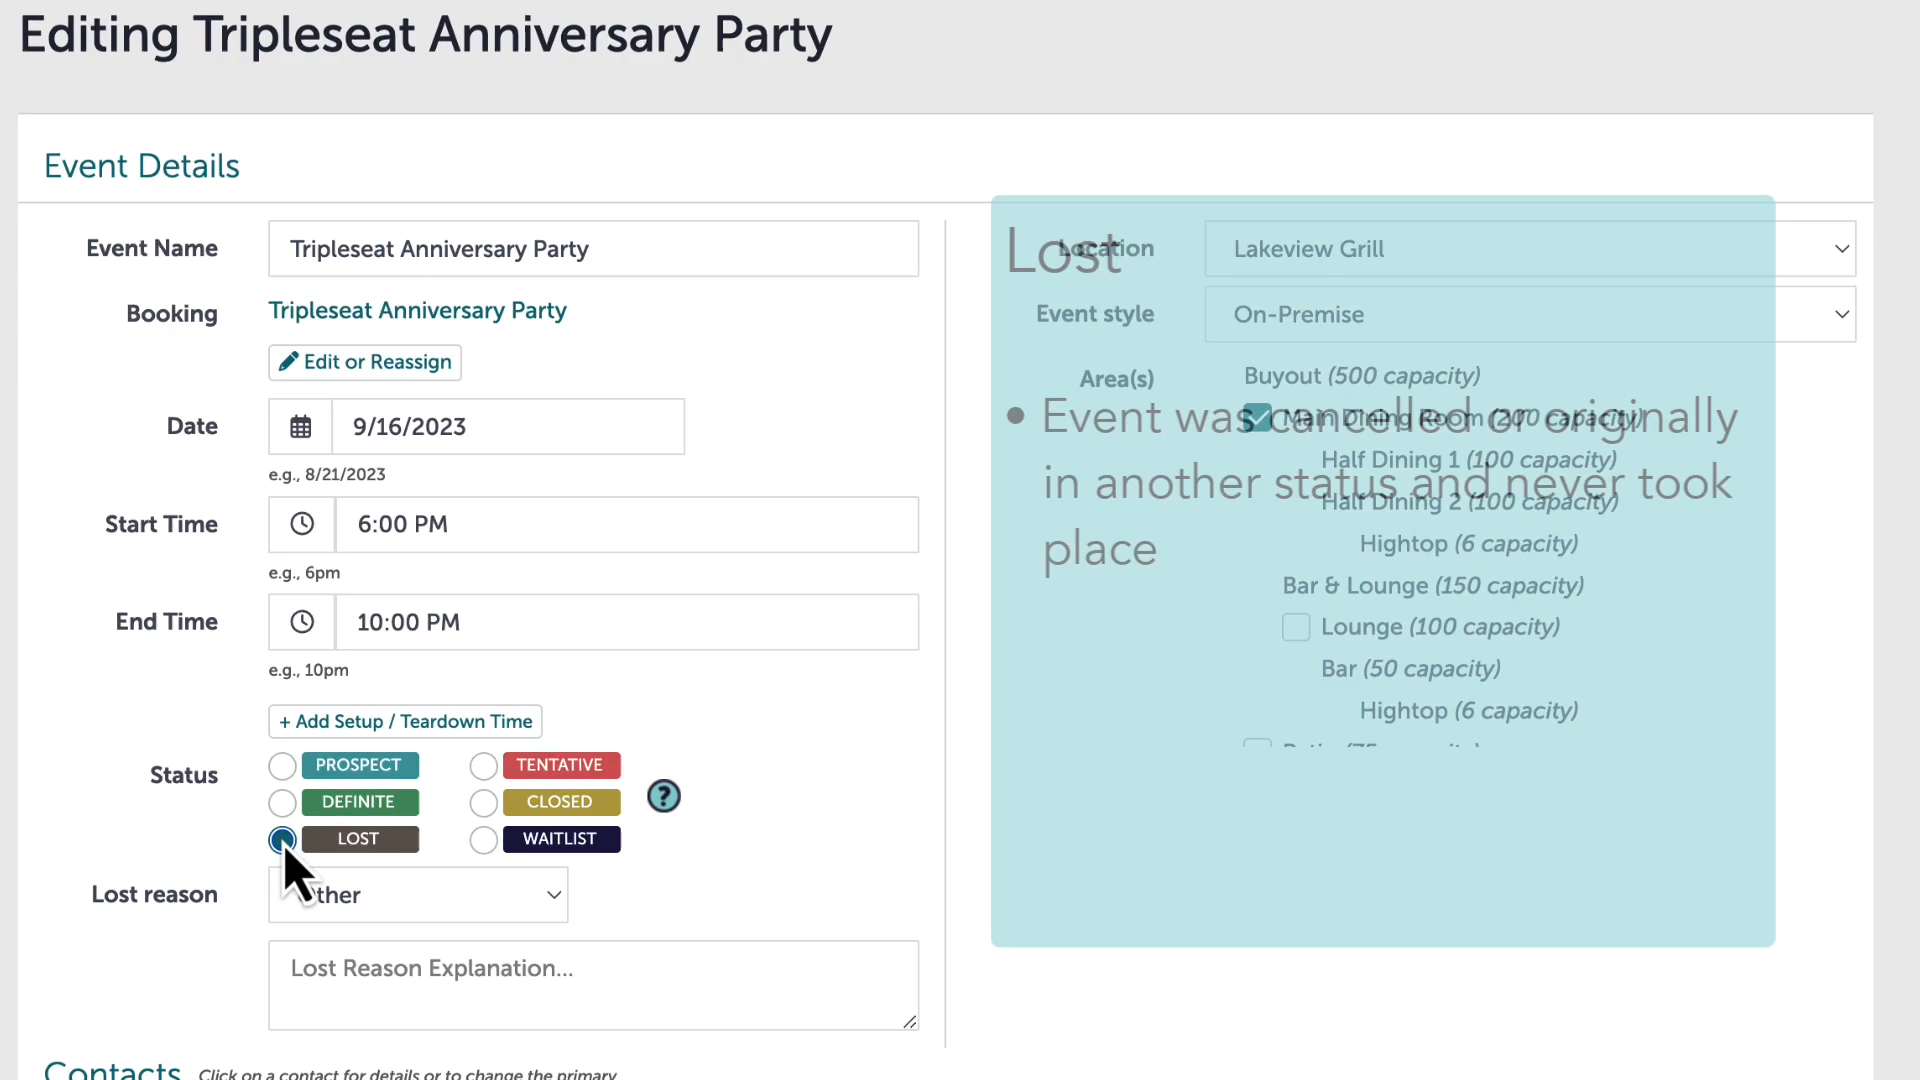 Editing Tripleseat Anniversary Party
Event Details
Event Name
Tripleseat Anniversary Party
Booking
Tripleseat Anniversary Party
Edit or Reassign
Date
9/16/2023
e.g., 8/21/2023
Start Time
6:00 PM
e.g., 6pm
End Time
10:00 PM
e.g., 10pm
+ Add Setup / Teardown Time
Status
PROSPECT
TENTATIVE
DEFINITE
CLOSED
?
LOST
WAITLIST
Lost reason
ther
Lost Reason Explanation...
Contacts Click on a contact for details or to change the primary
Lost
• Event was cancelled or originally
in another status and never took
place
Location
Lakeview Grill
Event style
On-Premise
Area(s)
Buyout (500 capacity)
Main Dining Room (200 capacity)
Half Dining 1 (100 capacity)
Half Dining 2 (100 capacity)
Hightop (6 capacity)
Bar & Lounge (150 capacity)
Lounge (100 capacity)
Bar (50 capacity)
Hightop (6 capacity)